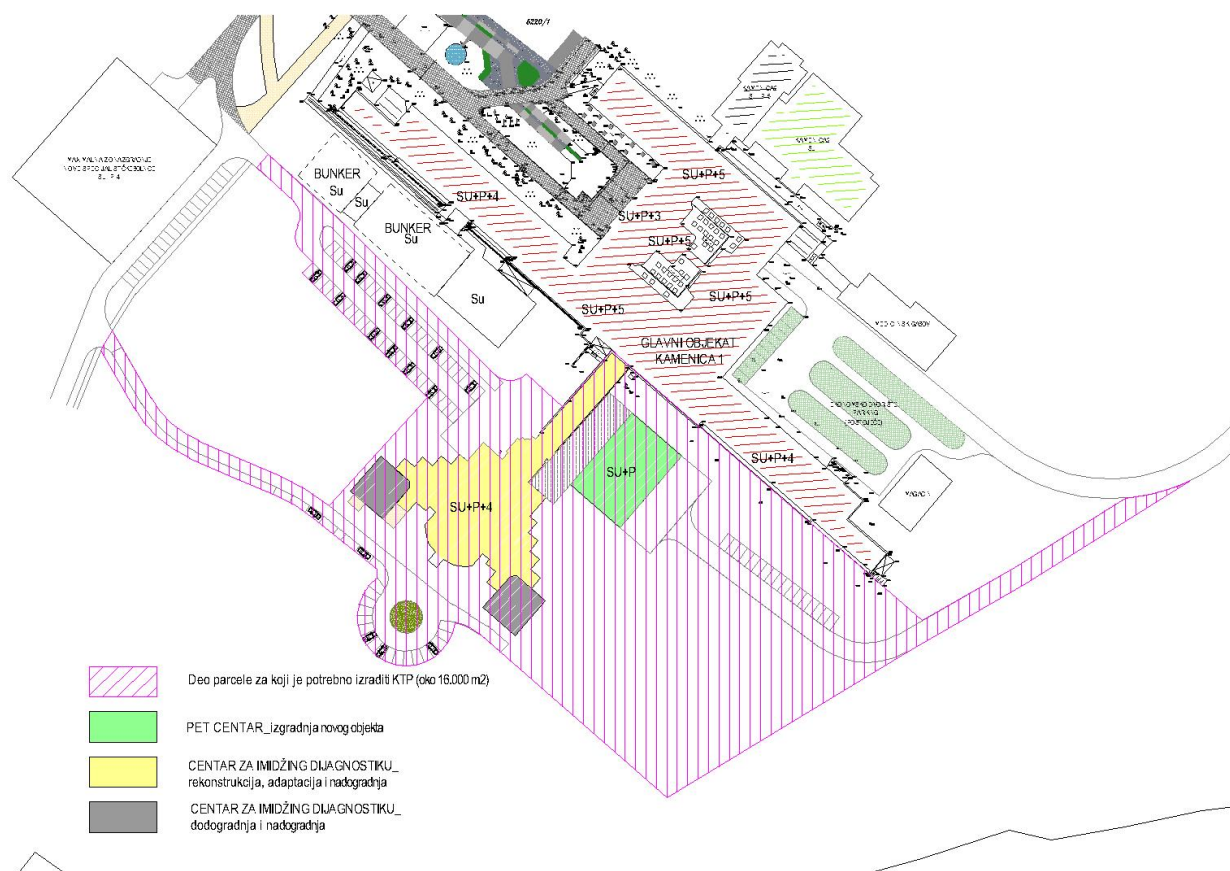 6220/1
SU+P+5
BUNKER
Su
Su
SU+P+4
SU+P+3
BUNKER
Su
SU+P+5
Su
SU+P+5
SU+P+5
GLAVNI OBJEKAT
KAMENICA 1
SU+P+4
SU+P
SU+P+4
Deo parcele za koji je potrebno izraditi KTP (oko 16.000 m2)
PET CENTAR_izgradnja novog objekta
CENTAR ZA IMIDŽING DIJAGNOSTIKU_
rekonstrukcija, adaptacija i nadogradnja
CENTAR ZA IMIDŽING DIJAGNOSTIKU_
dodogradnja i nadogradnja